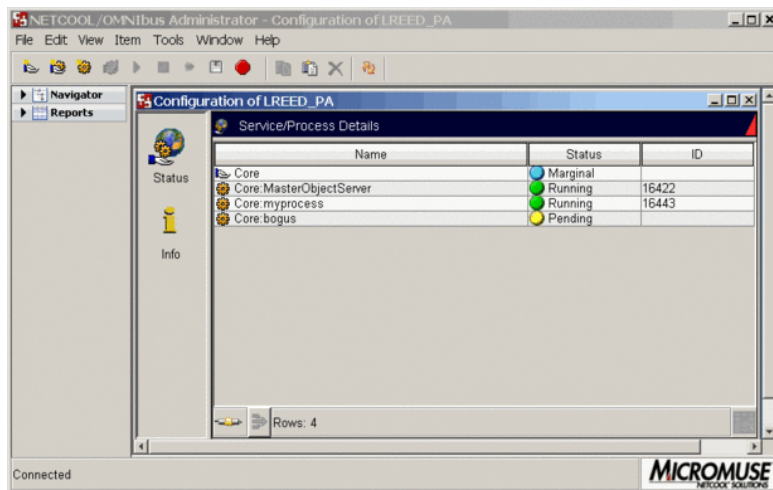 NETCOOL/OMNIbus Administrator - Configuration of LREED_PA
File Edit View Item Tools Window Help
Navigator
Reports
Configuration of LREED_PA
Service/Process Details
Status
Info
Name Status ID
Core Marginal
Core:MasterObjectServer Running 16422
Core:myprocess Running 16443
Core:bogus Pending
Rows: 4
Connected
MICROMUSE
NETCOOL SOLUTIONS